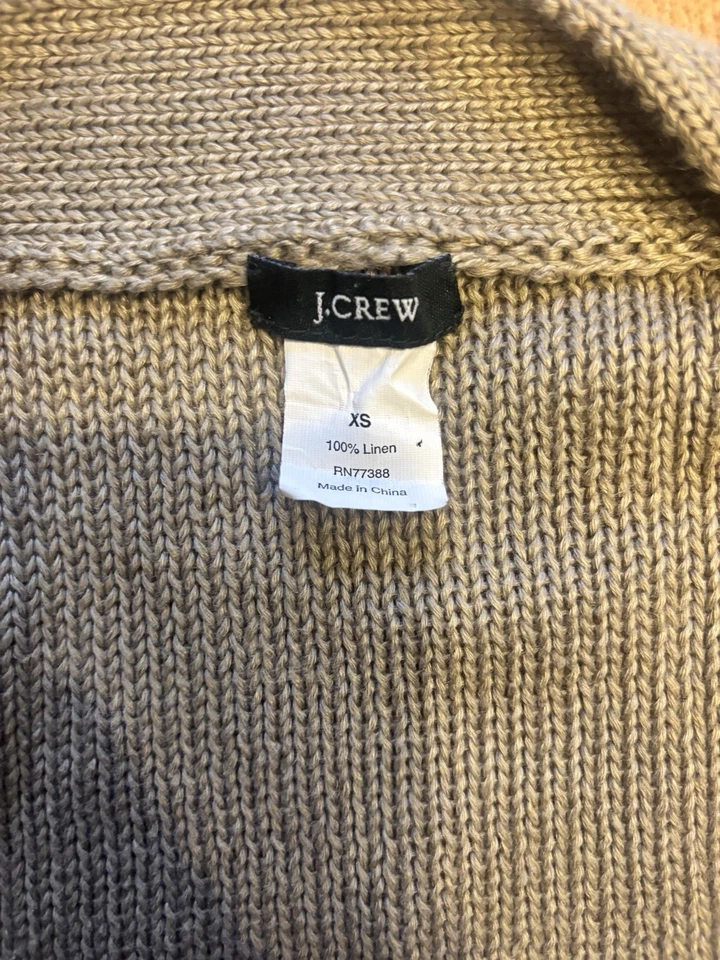 J.CREW
XS
100% Linen
RN77388
Made in China